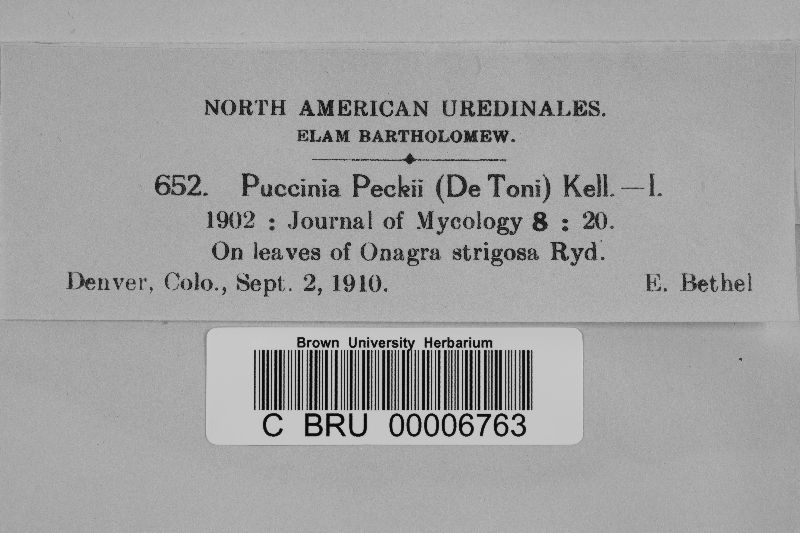 NORTH AMERICAN UREDINALES.
ELAM BARTHOLOMEW.
652. Puccinia Peckii (De Toni) Kell. — I.
1902 : Journal of Mycology 8 : 20.
On leaves of Onagra strigosa Ryd.
Denver, Colo., Sept. 2, 1910. E. Bethel
Brown University Herbarium
C BRU 00006763